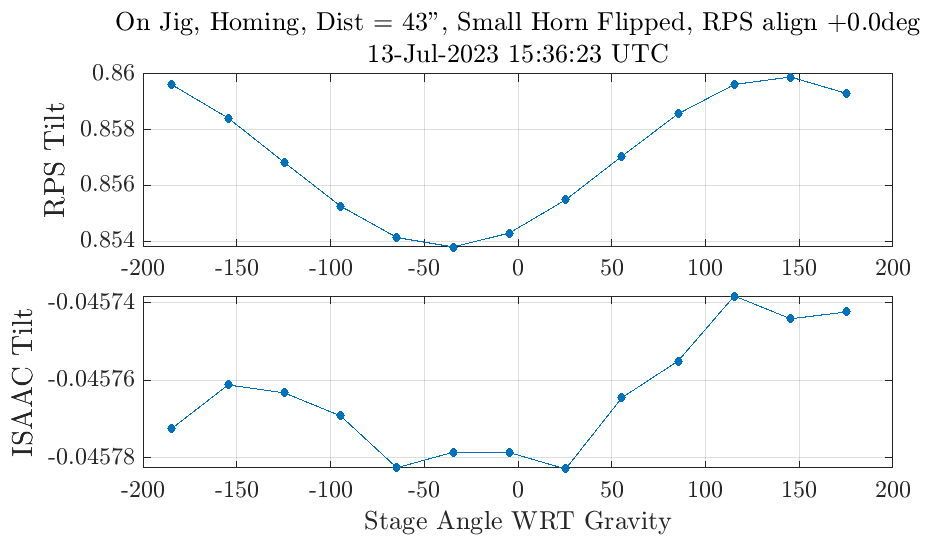 On Jig, Homing, Dist = 43”, Small Horn Flipped, RPS align +0.0deg
13-Jul-2023 15:36:23 UTC
RPS Tilt
0.86
0.858
0.856
0.854
-200 -150 -100 -50 0 50 100 150 200
ISAAC Tilt
-0.04574
-0.04576
-0.04578
-200 -150 -100 -50 0 50 100 150 200
Stage Angle WRT Gravity